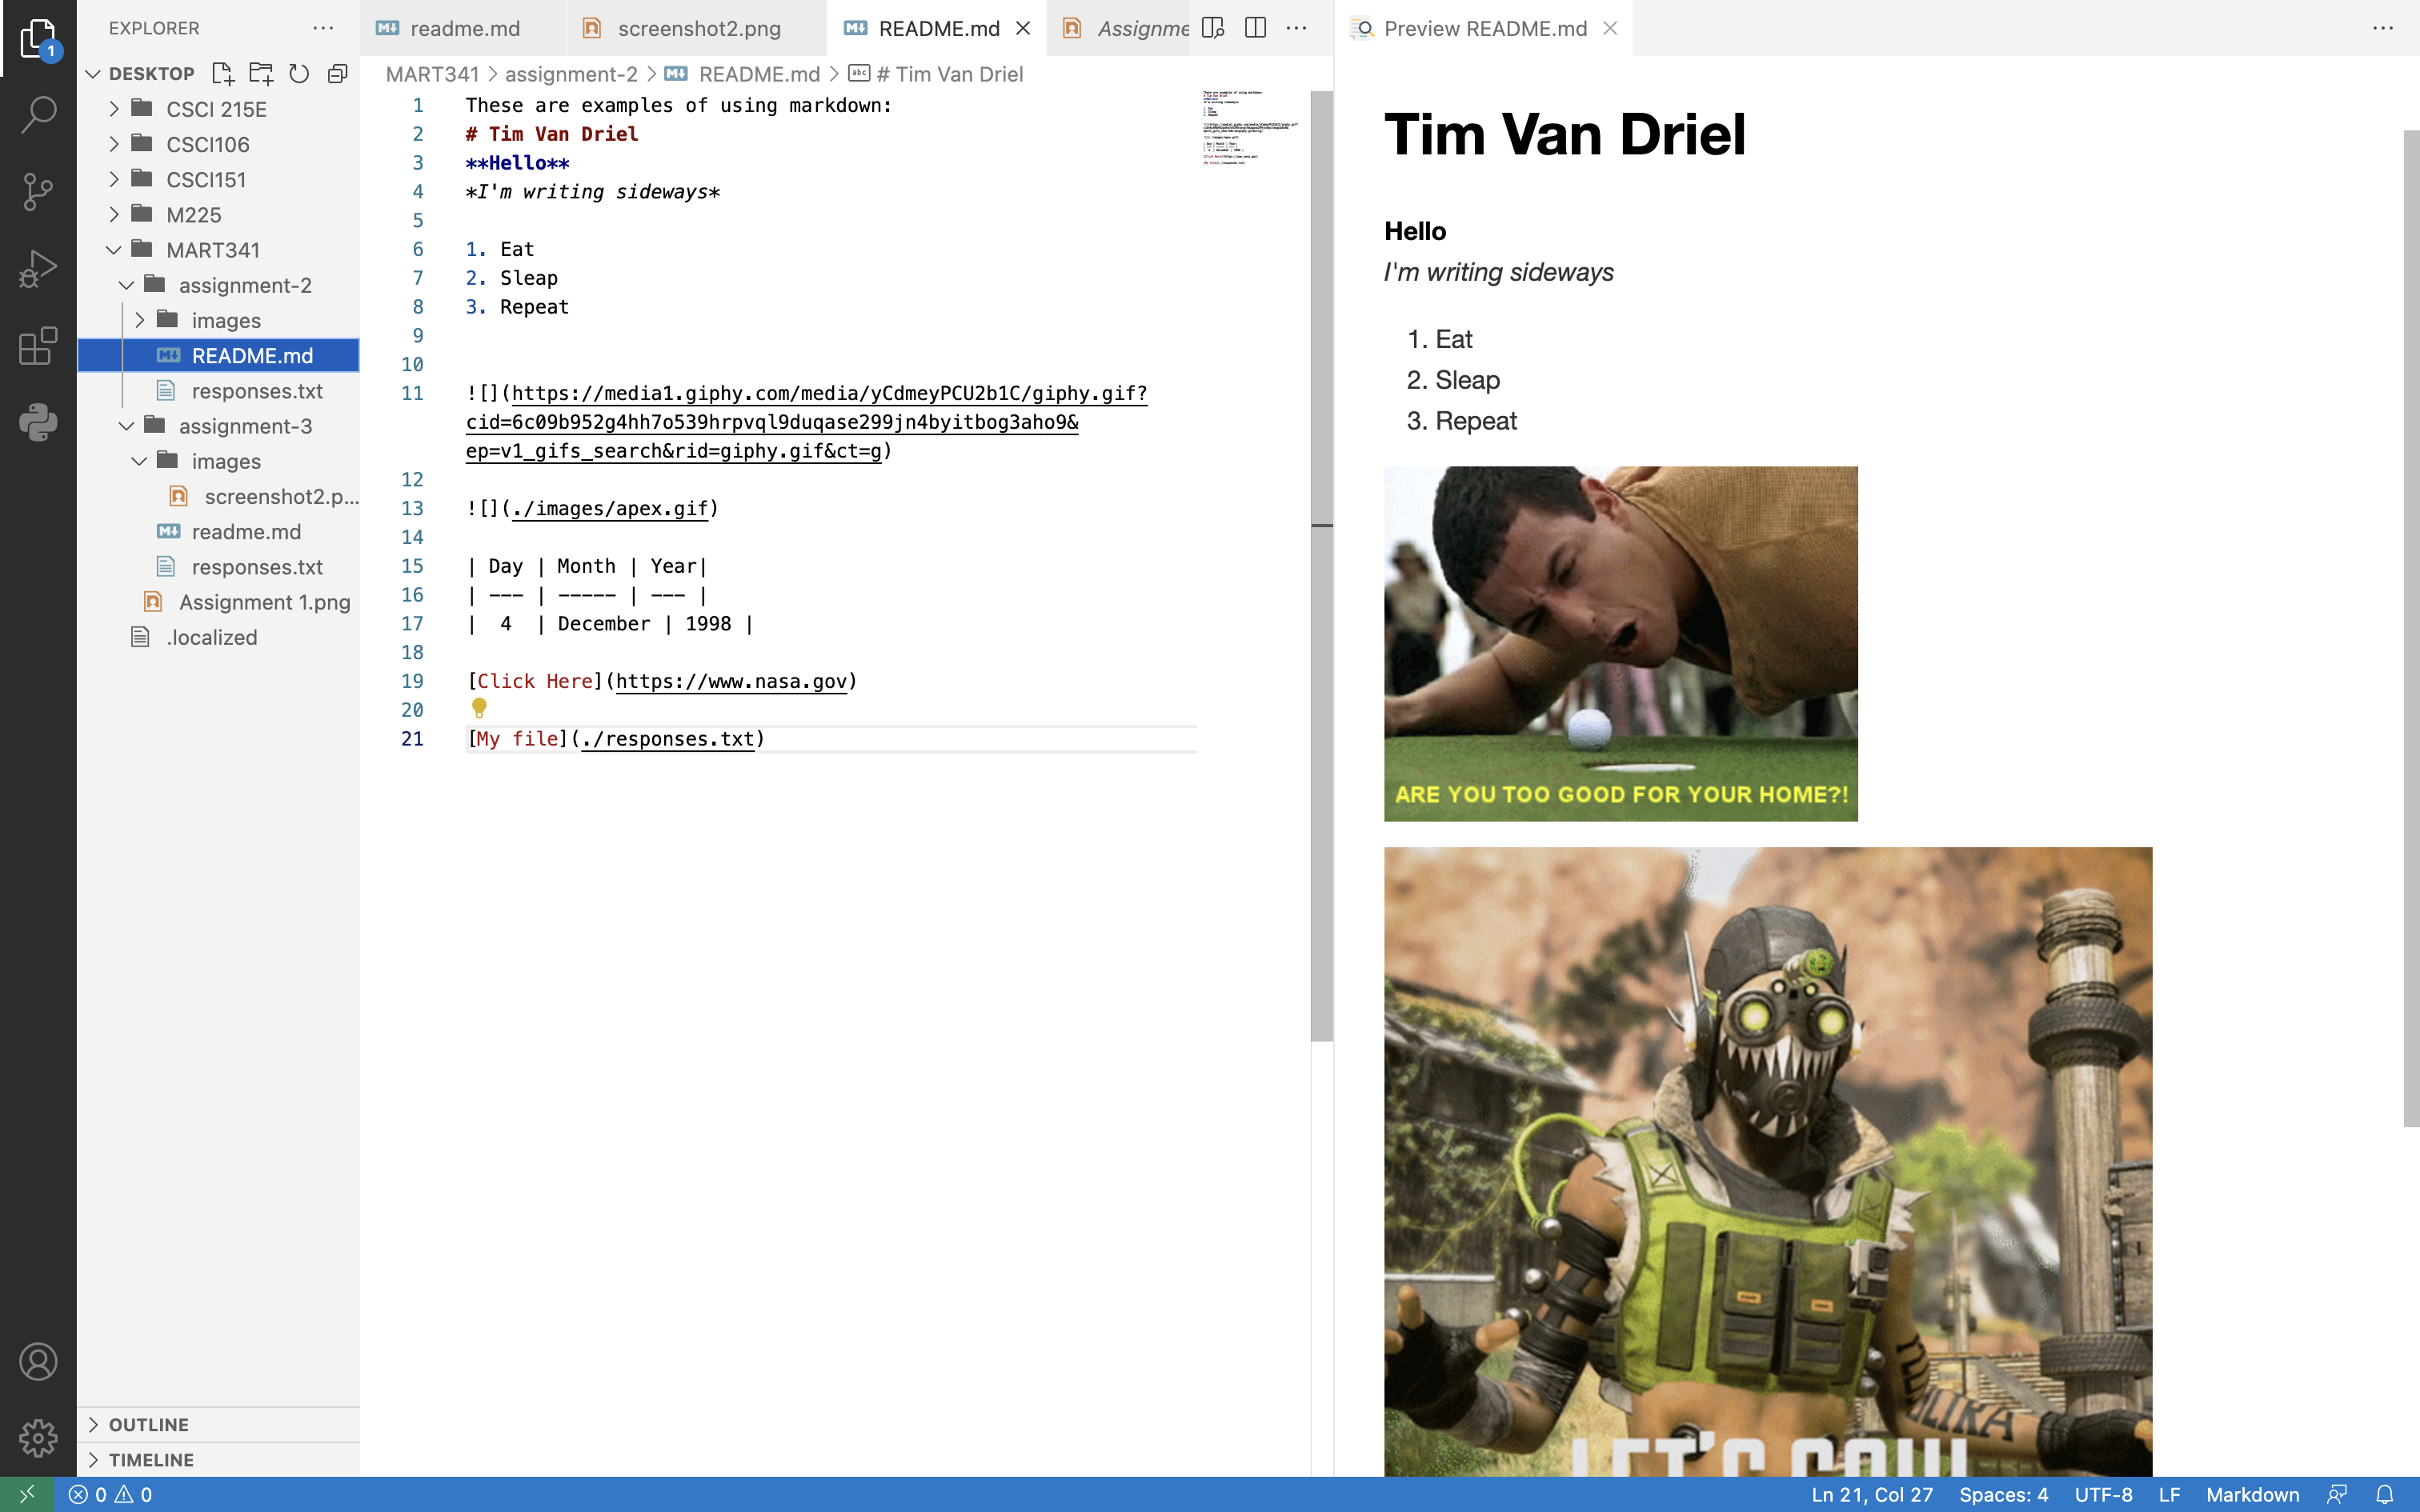 EXPLORER
DESKTOP
CSCI 215E
CSCI106
CSCI151
M225
MART341
assignment-2
images
README.md
responses.txt
assignment-3
images
screenshot2.p...
readme.md
responses.txt
Assignment 1.png
.localized
OUTLINE
TIMELINE
1
readme.md
screenshot2.png
README.md
Assignme
MART341 > assignment-2 > README.md > # Tim Van Driel
1 These are examples of using markdown:
2 # Tim Van Driel
3 **Hello**
4 *I'm writing sideways*
5
6 1. Eat
7 2. Sleap
8 3. Repeat
9
10
11 ![](https://media1.giphy.com/media/yCdmeyPCU2b1C/giphy.gif?
cid=6c09b952g4hh7o539hrpvql9duqase299jn4byitbog3aho9&
ep=v1_gifs_search&rid=giphy.gif&ct=g)
12
13 ![](./images/apex.gif)
14
15 | Day | Month | Year|
16 | --- | ----- | --- |
17 |  4  | December | 1998 |
18
19 [Click Here](https://www.nasa.gov)
20
21 [My file](./responses.txt)
Preview README.md
Tim Van Driel
Hello
I'm writing sideways
1. Eat
2. Sleap
3. Repeat
ARE YOU TOO GOOD FOR YOUR HOME?!
LET'S GO
0 0
Ln 21, Col 27 Spaces: 4 UTF-8 LF Markdown